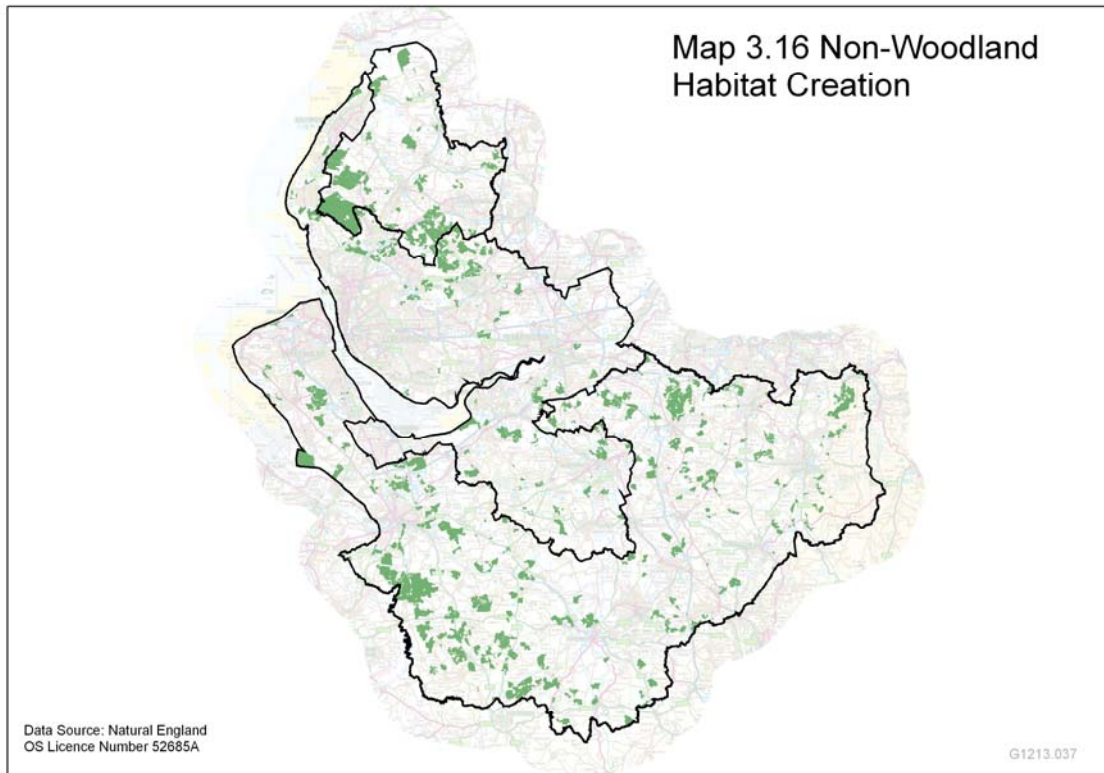 Map 3.16 Non-Woodland
Habitat Creation
Data Source: Natural England
OS Licence Number 52685A
G1213.037